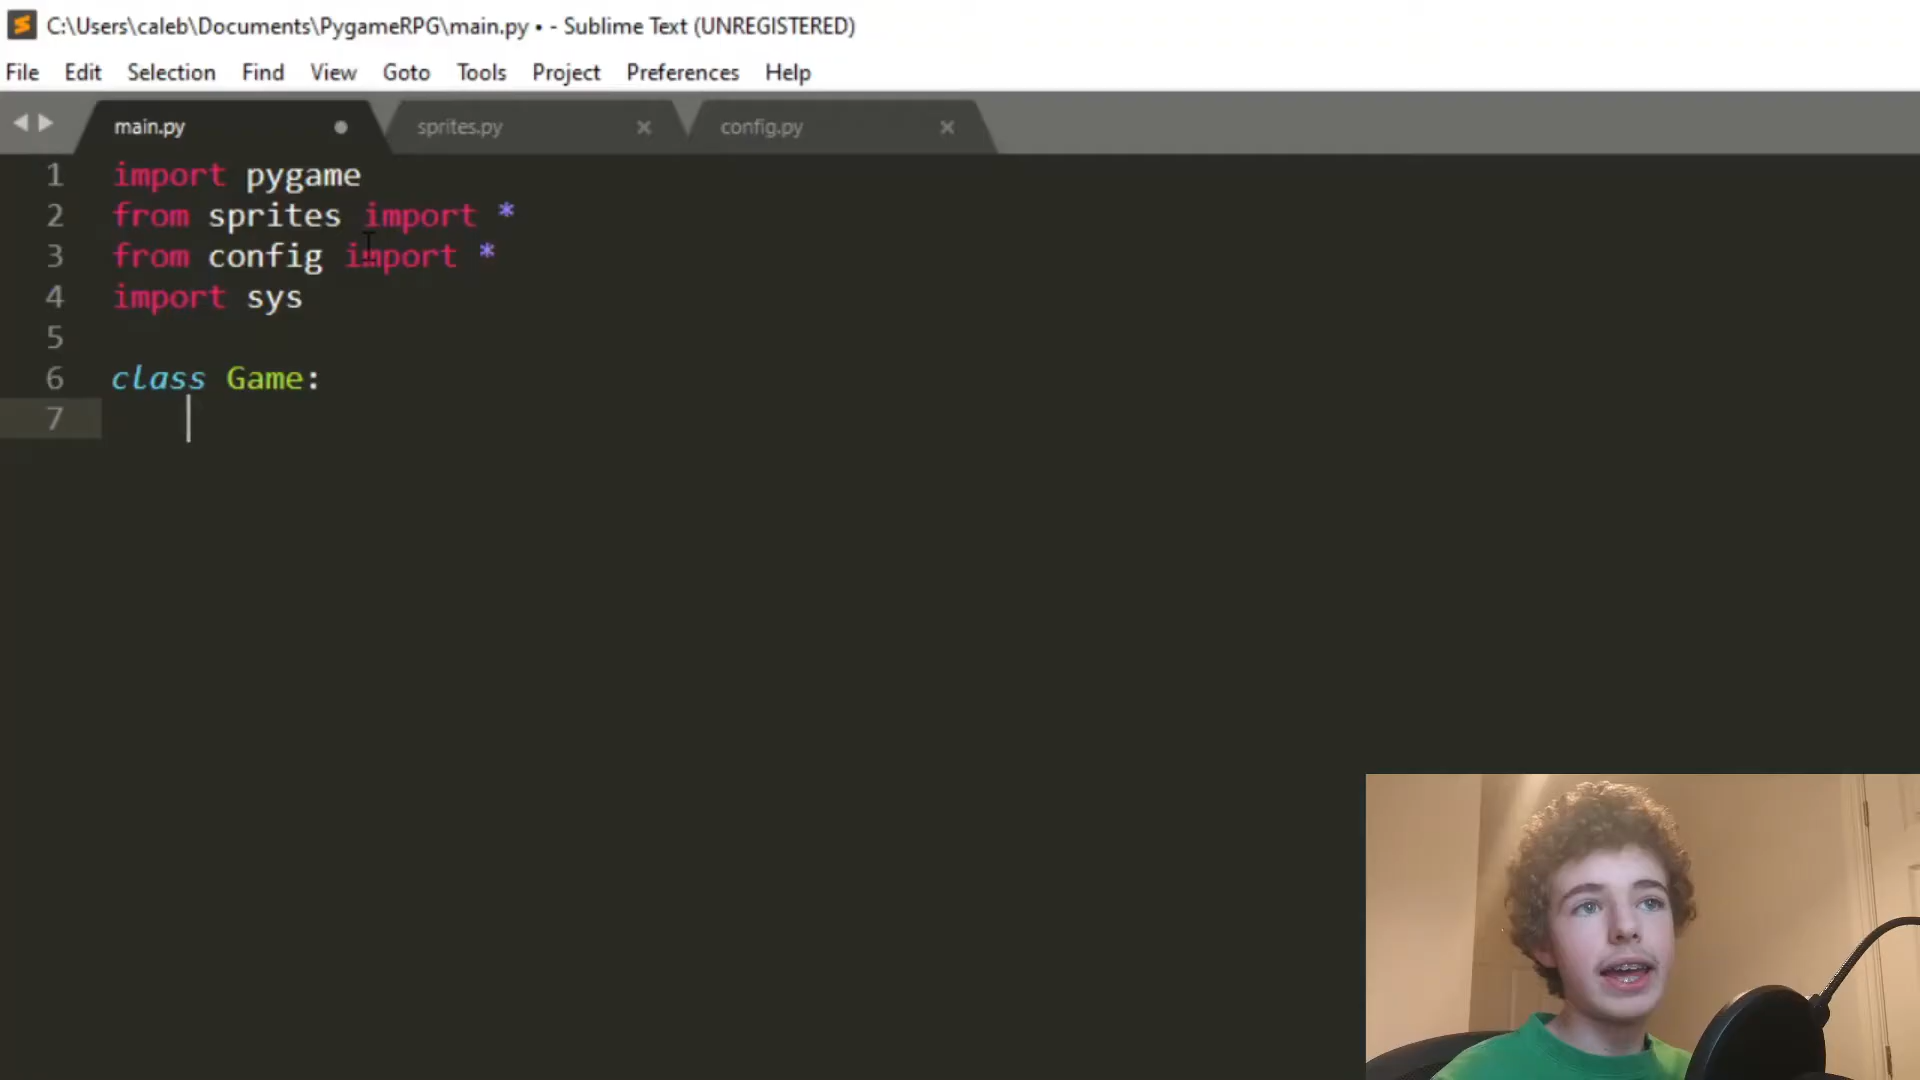 C:\Users\caleb\Documents\PygameRPG\main.py • - Sublime Text (UNREGISTERED)
File Edit Selection Find View Goto Tools Project Preferences Help
main.py sprites.py config.py
1 import pygame
2 from sprites import *
3 from config import *
4 import sys
5
6 class Game:
7